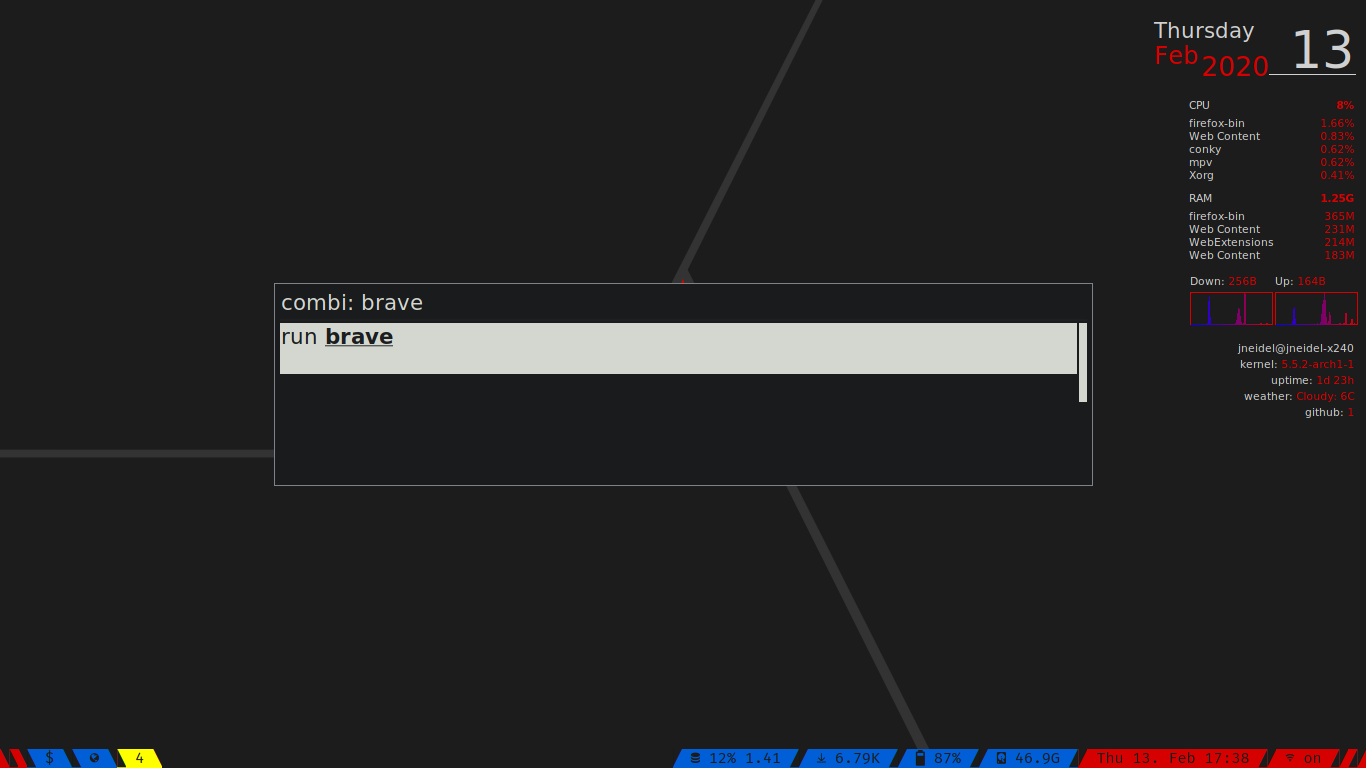 Thursday 13
Feb 2020
CPU 8%
firefox-bin 1.66%
Web Content 0.83%
conky 0.62%
mpv 0.62%
Xorg 0.41%
RAM 1.25G
firefox-bin 365M
Web Content 231M
WebExtensions 214M
Web Content 183M
Down: 256B Up: 164B
jneidel@jneidel-x240
kernel: 5.5.2-arch1-1
uptime: 1d 23h
weather: Cloudy: 6C
github: 1
combi: brave
run brave
$ 4 12% 1.41 6.79K 87% 46.9G Thu 13. Feb 17:38 on